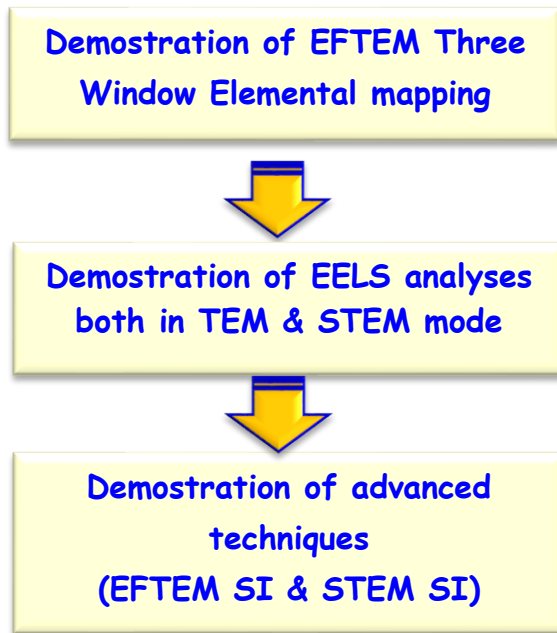 Demostration of EFTEM Three
Window Elemental mapping
Demostration of EELS analyses
both in TEM & STEM mode
Demostration of advanced
techniques
(EFTEM SI & STEM SI)